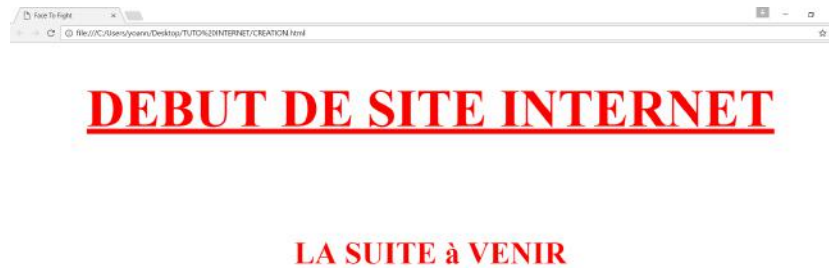 Face To Fight
file:///C:/Users/yoann/Desktop/TUTO%20INTERNET/CREATION.html
DEBUT DE SITE INTERNET
LA SUITE à VENIR